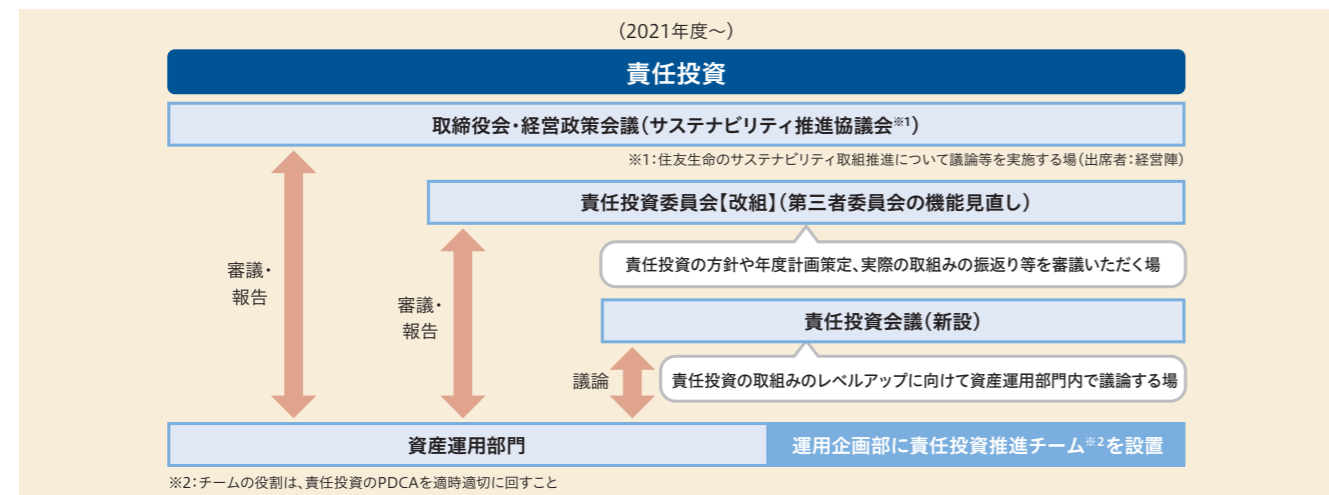 （2021年度～）
責任投資
取締役会・経営政策会議（サステナビリティ推進協議会※1）
※1：住友生命のサステナビリティ取組推進について議論等を実施する場（出席者：経営陣）
責任投資委員会【改組】（第三者委員会の機能見直し）
責任投資の方針や年度計画策定、実際の取組みの振返り等を審議いただく場
審議・
報告
審議・
報告
責任投資会議（新設）
議論
責任投資の取組みのレベルアップに向けて資産運用部門内で議論する場
資産運用部門
運用企画部に責任投資推進チーム※2を設置
※2：チームの役割は、責任投資のPDCAを適時適切に回すこと